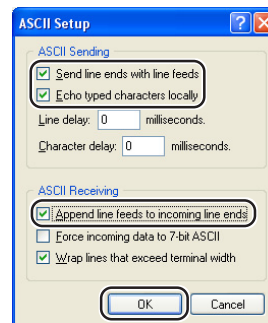 ASCII Setup
ASCII Sending
Send line ends with line feeds
Echo typed characters locally
Line delay: 0 milliseconds.
Character delay: 0 milliseconds.
ASCII Receiving
Append line feeds to incoming line ends
Force incoming data to 7-bit ASCII
Wrap lines that exceed terminal width
OK Cancel